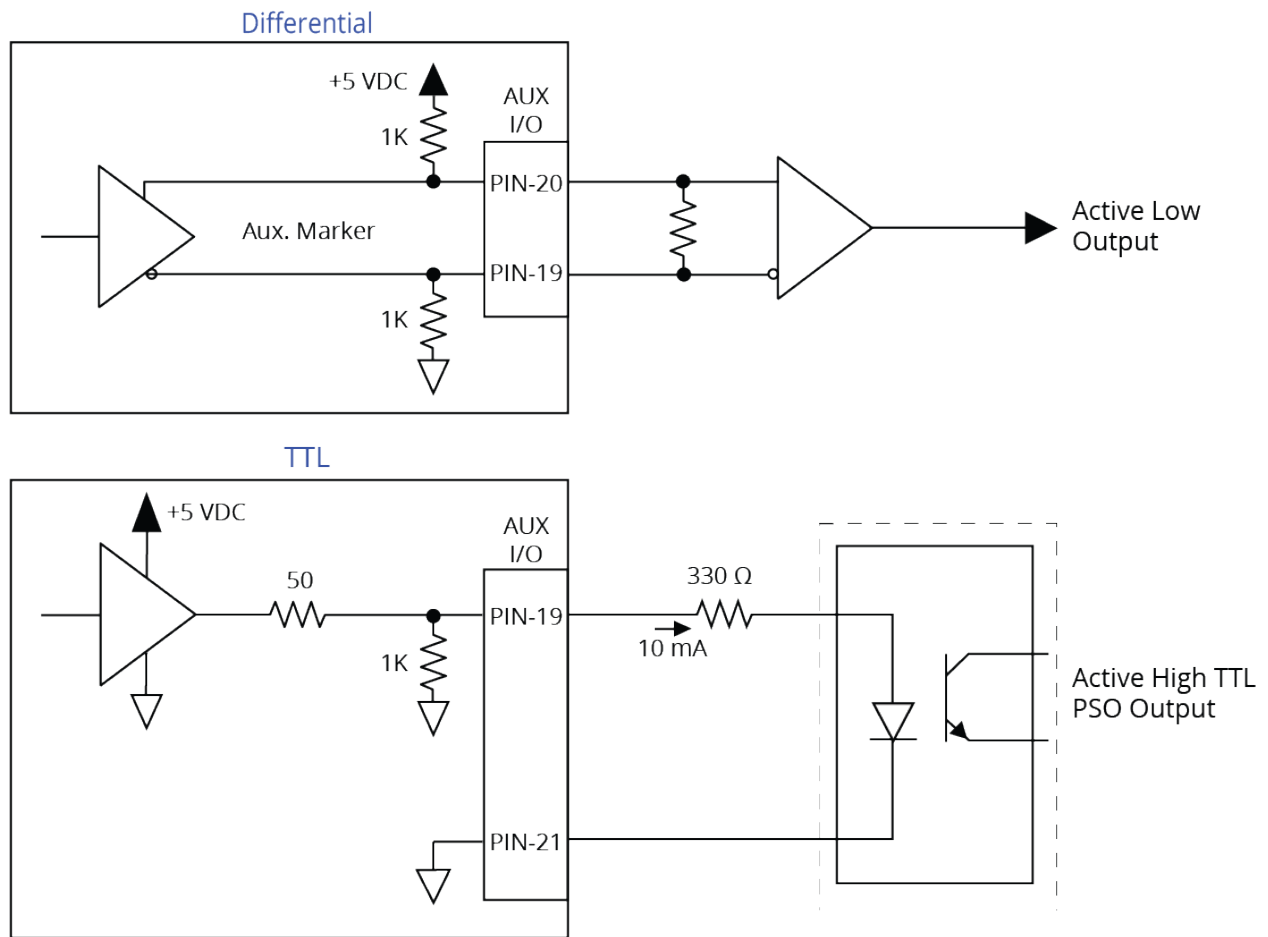 Differential
+5 VDC
AUX
I/O
1K
PIN-20
Aux. Marker
PIN-19
1K
Active Low
Output
TTL
+5 VDC
AUX
I/O
50
PIN-19
1K
330 Ω
10 mA
Active High TTL
PSO Output
PIN-21